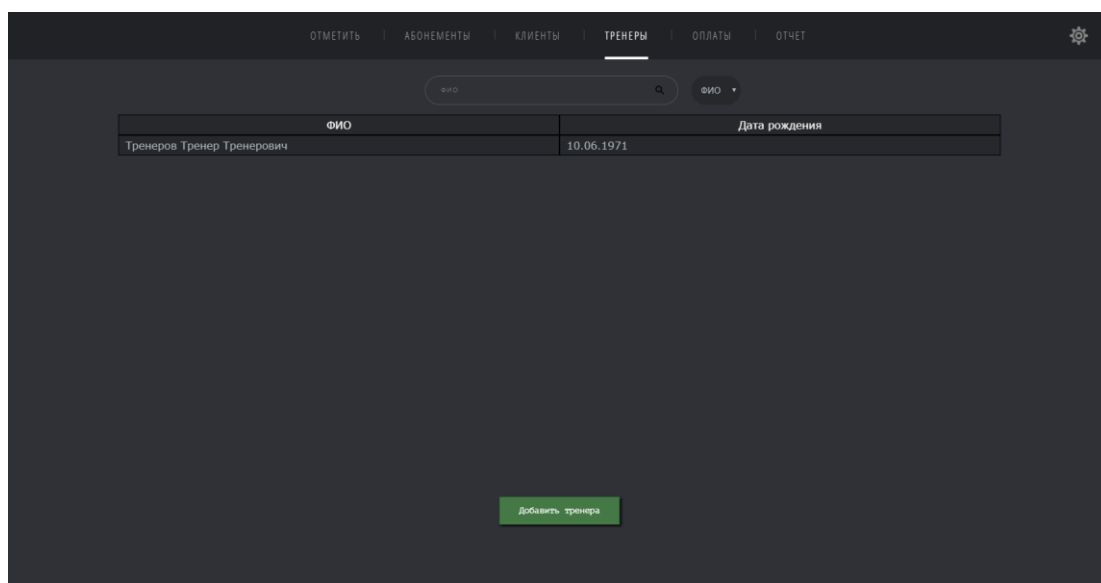 ОТМЕТИТЬ | АБОНЕМЕНТЫ | КЛИЕНТЫ | ТРЕНЕРЫ | ОПЛАТЫ | ОТЧЕТ
ФИО ФИО
ФИО Дата рождения
Тренеров Тренер Тренерович 10.06.1971
Добавить тренера